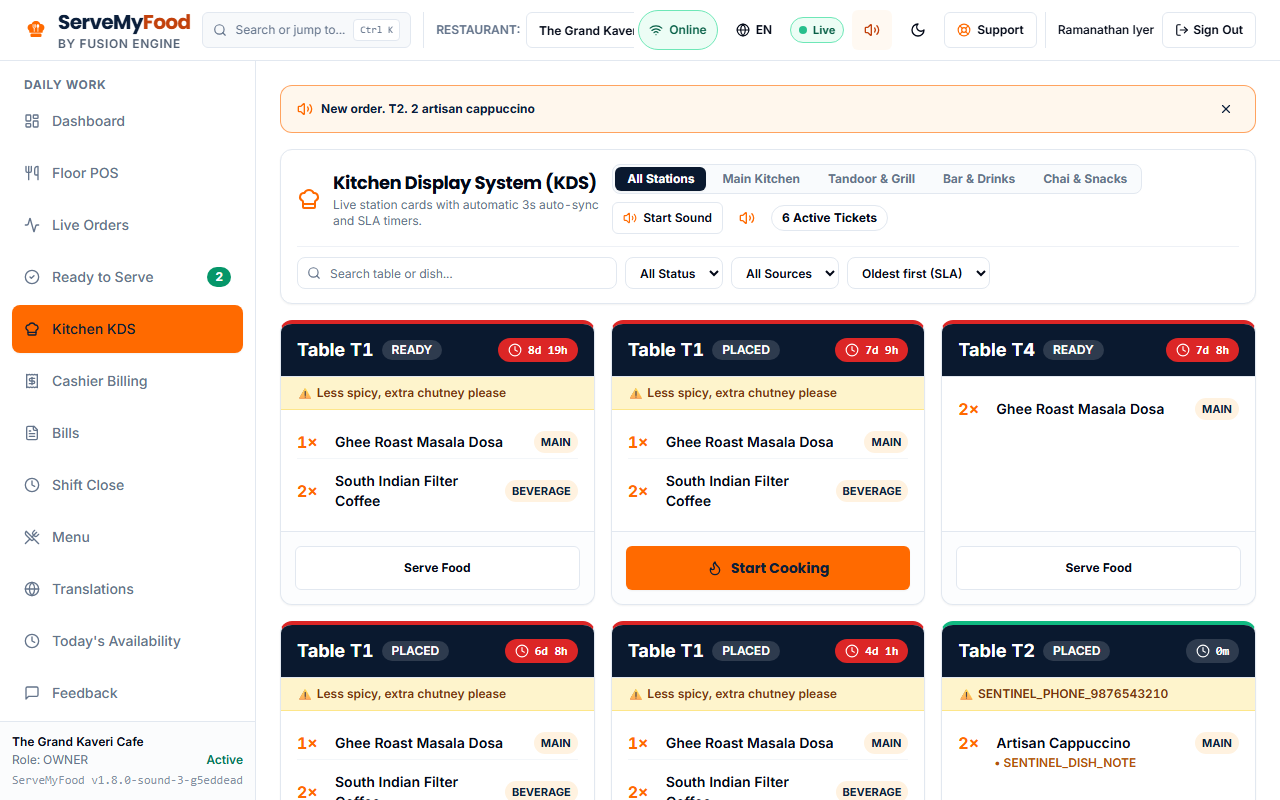 ServeMyFood
BY FUSION ENGINE
Search or jump to... Ctrl K
RESTAURANT:
The Grand Kaver
Online
EN
Live
Support
Ramanathan Iyer
Sign Out
DAILY WORK
Dashboard
Floor POS
Live Orders
Ready to Serve 2
Kitchen KDS
Cashier Billing
Bills
Shift Close
Menu
Translations
Today's Availability
Feedback
The Grand Kaveri Cafe
Role: OWNER Active
ServeMyFood v1.8.0-sound-3-g5eddead
New order. T2. 2 artisan cappuccino
Kitchen Display System (KDS)
Live station cards with automatic 3s auto-sync
and SLA timers.
All Stations Main Kitchen Tandoor & Grill Bar & Drinks Chai & Snacks
Start Sound 6 Active Tickets
Search table or dish... All Status All Sources Oldest first (SLA)
Table T1 READY 8d 19h
Less spicy, extra chutney please
1× Ghee Roast Masala Dosa MAIN
2× South Indian Filter
Coffee BEVERAGE
Serve Food
Table T1 PLACED 7d 9h
Less spicy, extra chutney please
1× Ghee Roast Masala Dosa MAIN
2× South Indian Filter
Coffee BEVERAGE
Start Cooking
Table T4 READY 7d 8h
2× Ghee Roast Masala Dosa MAIN
Serve Food
Table T1 PLACED 6d 8h
Less spicy, extra chutney please
1× Ghee Roast Masala Dosa MAIN
2× South Indian Filter
Coffee BEVERAGE
Table T1 PLACED 4d 1h
Less spicy, extra chutney please
1× Ghee Roast Masala Dosa MAIN
2× South Indian Filter
Coffee BEVERAGE
Table T2 PLACED 0m
SENTINEL_PHONE_9876543210
2× Artisan Cappuccino MAIN
• SENTINEL_DISH_NOTE